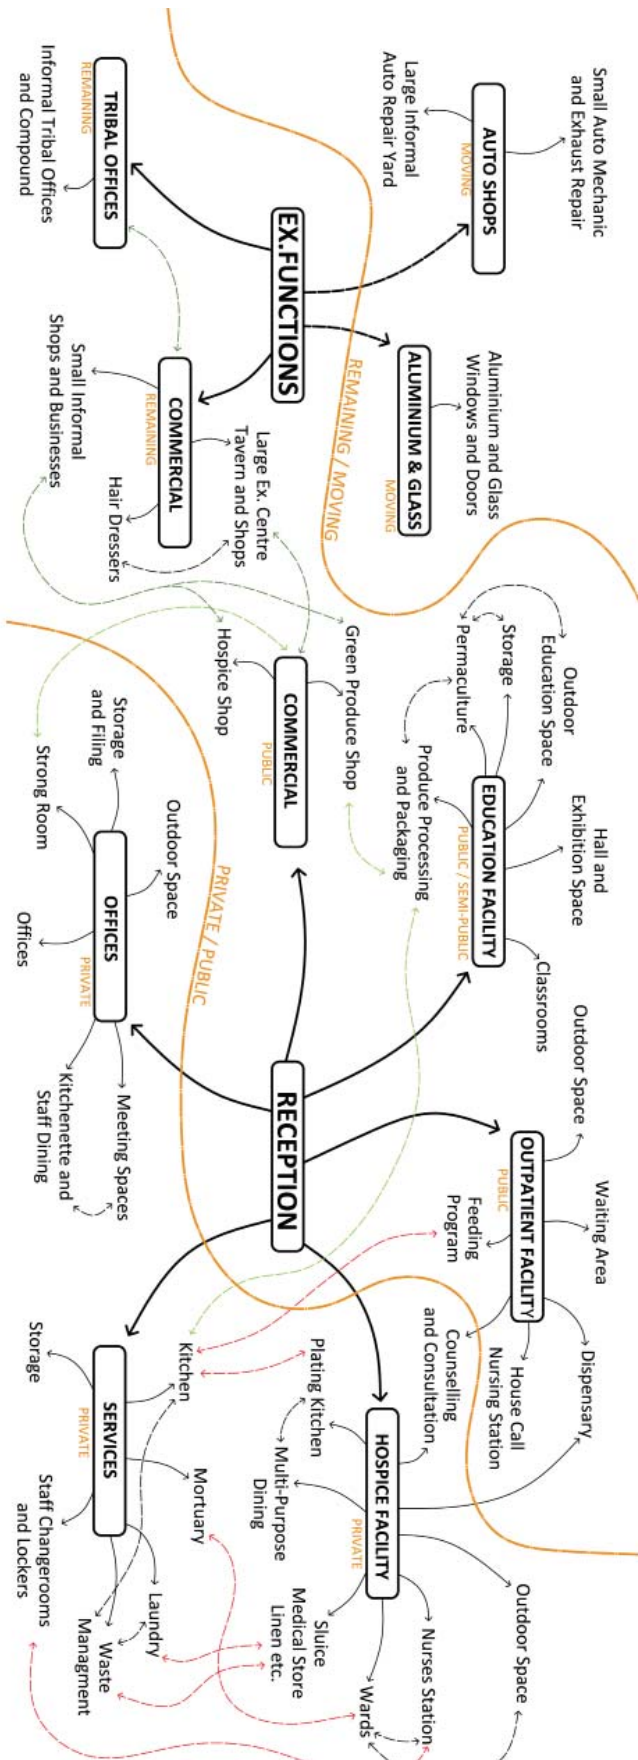 Small Auto Mechanic
and Exhaust Repair
AUTO SHOPS
MOVING
Large Informal
Auto Repair Yard
Aluminium and Glass
Windows and Doors
ALUMINIUM & GLASS
MOVING
REMAINING / MOVING
EX.FUNCTIONS
TRIBAL OFFICES
REMAINING
Informal Tribal Offices
and Compound
Large Ex. Centre
Tavern and Shops
COMMERCIAL
REMAINING
Hair Dressers
Small Informal
Shops and Businesses
Hall and
Exhibition Space
Outdoor
Education Space
Classrooms
Storage
EDUCATION FACILITY
PUBLIC / SEMI-PUBLIC
Permaculture
Produce Processing
and Packaging
Green Produce Shop
COMMERCIAL
PUBLIC
Hospice Shop
PRIVATE / PUBLIC
Outdoor Space
Storage
and Filing
OFFICES
PRIVATE
Meeting Spaces
Strong Room
Offices
Kitchenette and
Staff Dining
RECEPTION
Waiting Area
Outdoor Space
Dispensary
OUTPATIENT FACILITY
PUBLIC
House Call
Nursing Station
Feeding
Program
Counselling
and Consultation
Outdoor Space
Nurses Station
HOSPICE FACILITY
PRIVATE
Wards
Plating Kitchen
Multi-Purpose
Dining
Sluice
Medical Store
Linen etc.
Kitchen
Mortuary
Laundry
SERVICES
PRIVATE
Waste
Managment
Storage
Staff Changerooms
and Lockers